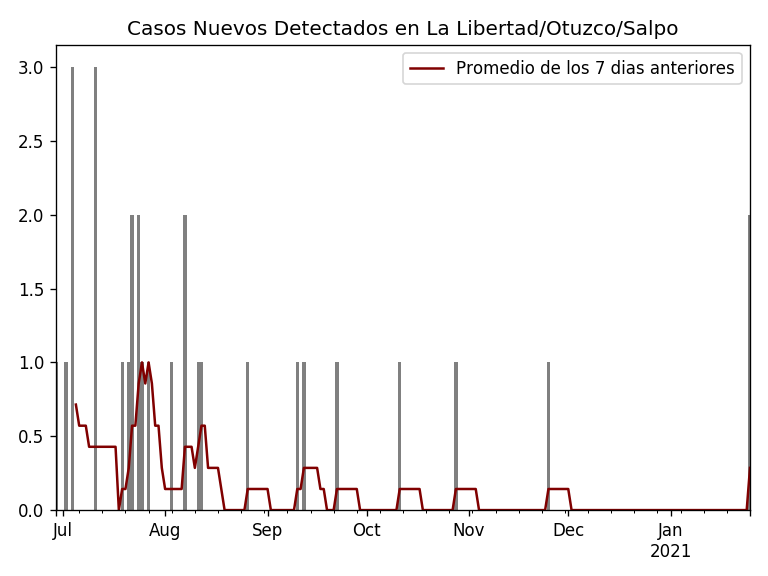 Casos Nuevos Detectados en La Libertad/Otuzco/Salpo
Promedio de los 7 dias anteriores
3.0
2.5
2.0
1.5
1.0
0.5
0.0
Jul Aug Sep Oct Nov Dec Jan
2021